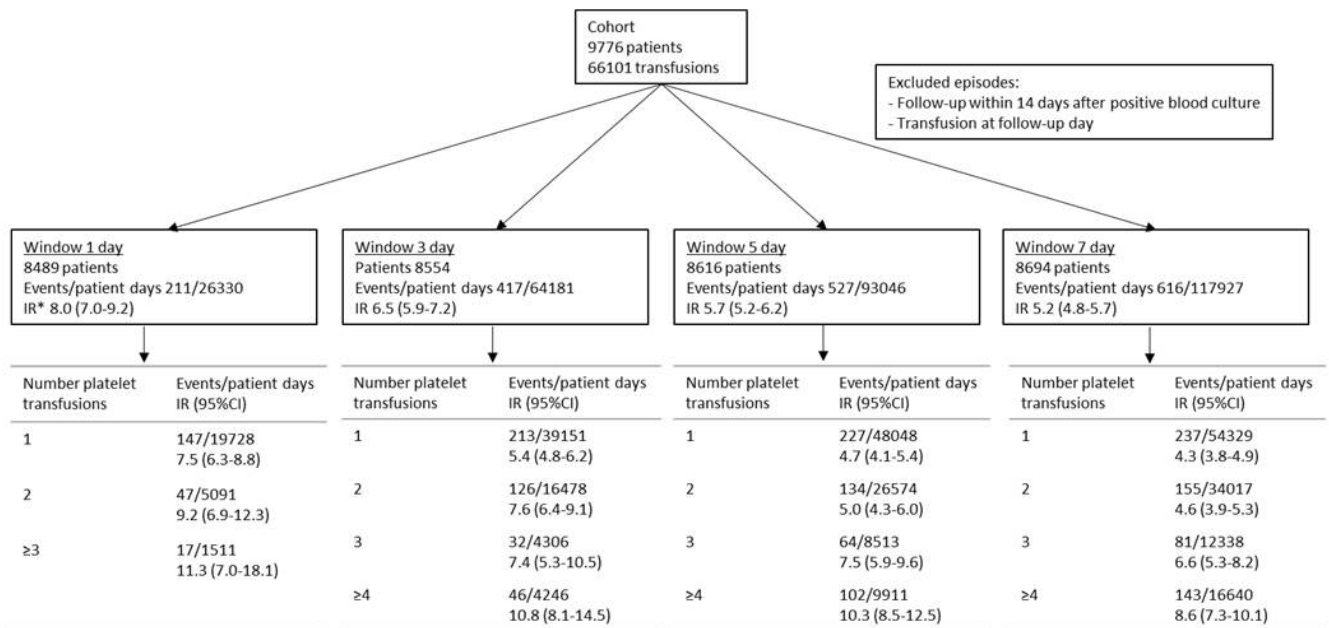 Cohort
9776 patients
66101 transfusions
Excluded episodes:
- Follow-up within 14 days after positive blood culture
- Transfusion at follow-up day
Window 1 day
8489 patients
Events/patient days 211/26330
IR* 8.0 (7.0-9.2)
Window 3 day
Patients 8554
Events/patient days 417/64181
IR 6.5 (5.9-7.2)
Window 5 day
8616 patients
Events/patient days 527/93046
IR 5.7 (5.2-6.2)
Window 7 day
8694 patients
Events/patient days 616/117927
IR 5.2 (4.8-5.7)
Number platelet transfusions
Events/patient days
IR (95%CI)
1
147/19728
7.5 (6.3-8.8)
2
47/5091
9.2 (6.9-12.3)
≥3
17/1511
11.3 (7.0-18.1)
Number platelet transfusions
Events/patient days
IR (95%CI)
1
213/39151
5.4 (4.8-6.2)
2
126/16478
7.6 (6.4-9.1)
3
32/4306
7.4 (5.3-10.5)
≥4
46/4246
10.8 (8.1-14.5)
Number platelet transfusions
Events/patient days
IR (95%CI)
1
227/48048
4.7 (4.1-5.4)
2
134/26574
5.0 (4.3-6.0)
3
64/8513
7.5 (5.9-9.6)
≥4
102/9911
10.3 (8.5-12.5)
Number platelet transfusions
Events/patient days
IR (95%CI)
1
237/54329
4.3 (3.8-4.9)
2
155/34017
4.6 (3.9-5.3)
3
81/12338
6.6 (5.3-8.2)
≥4
143/16640
8.6 (7.3-10.1)